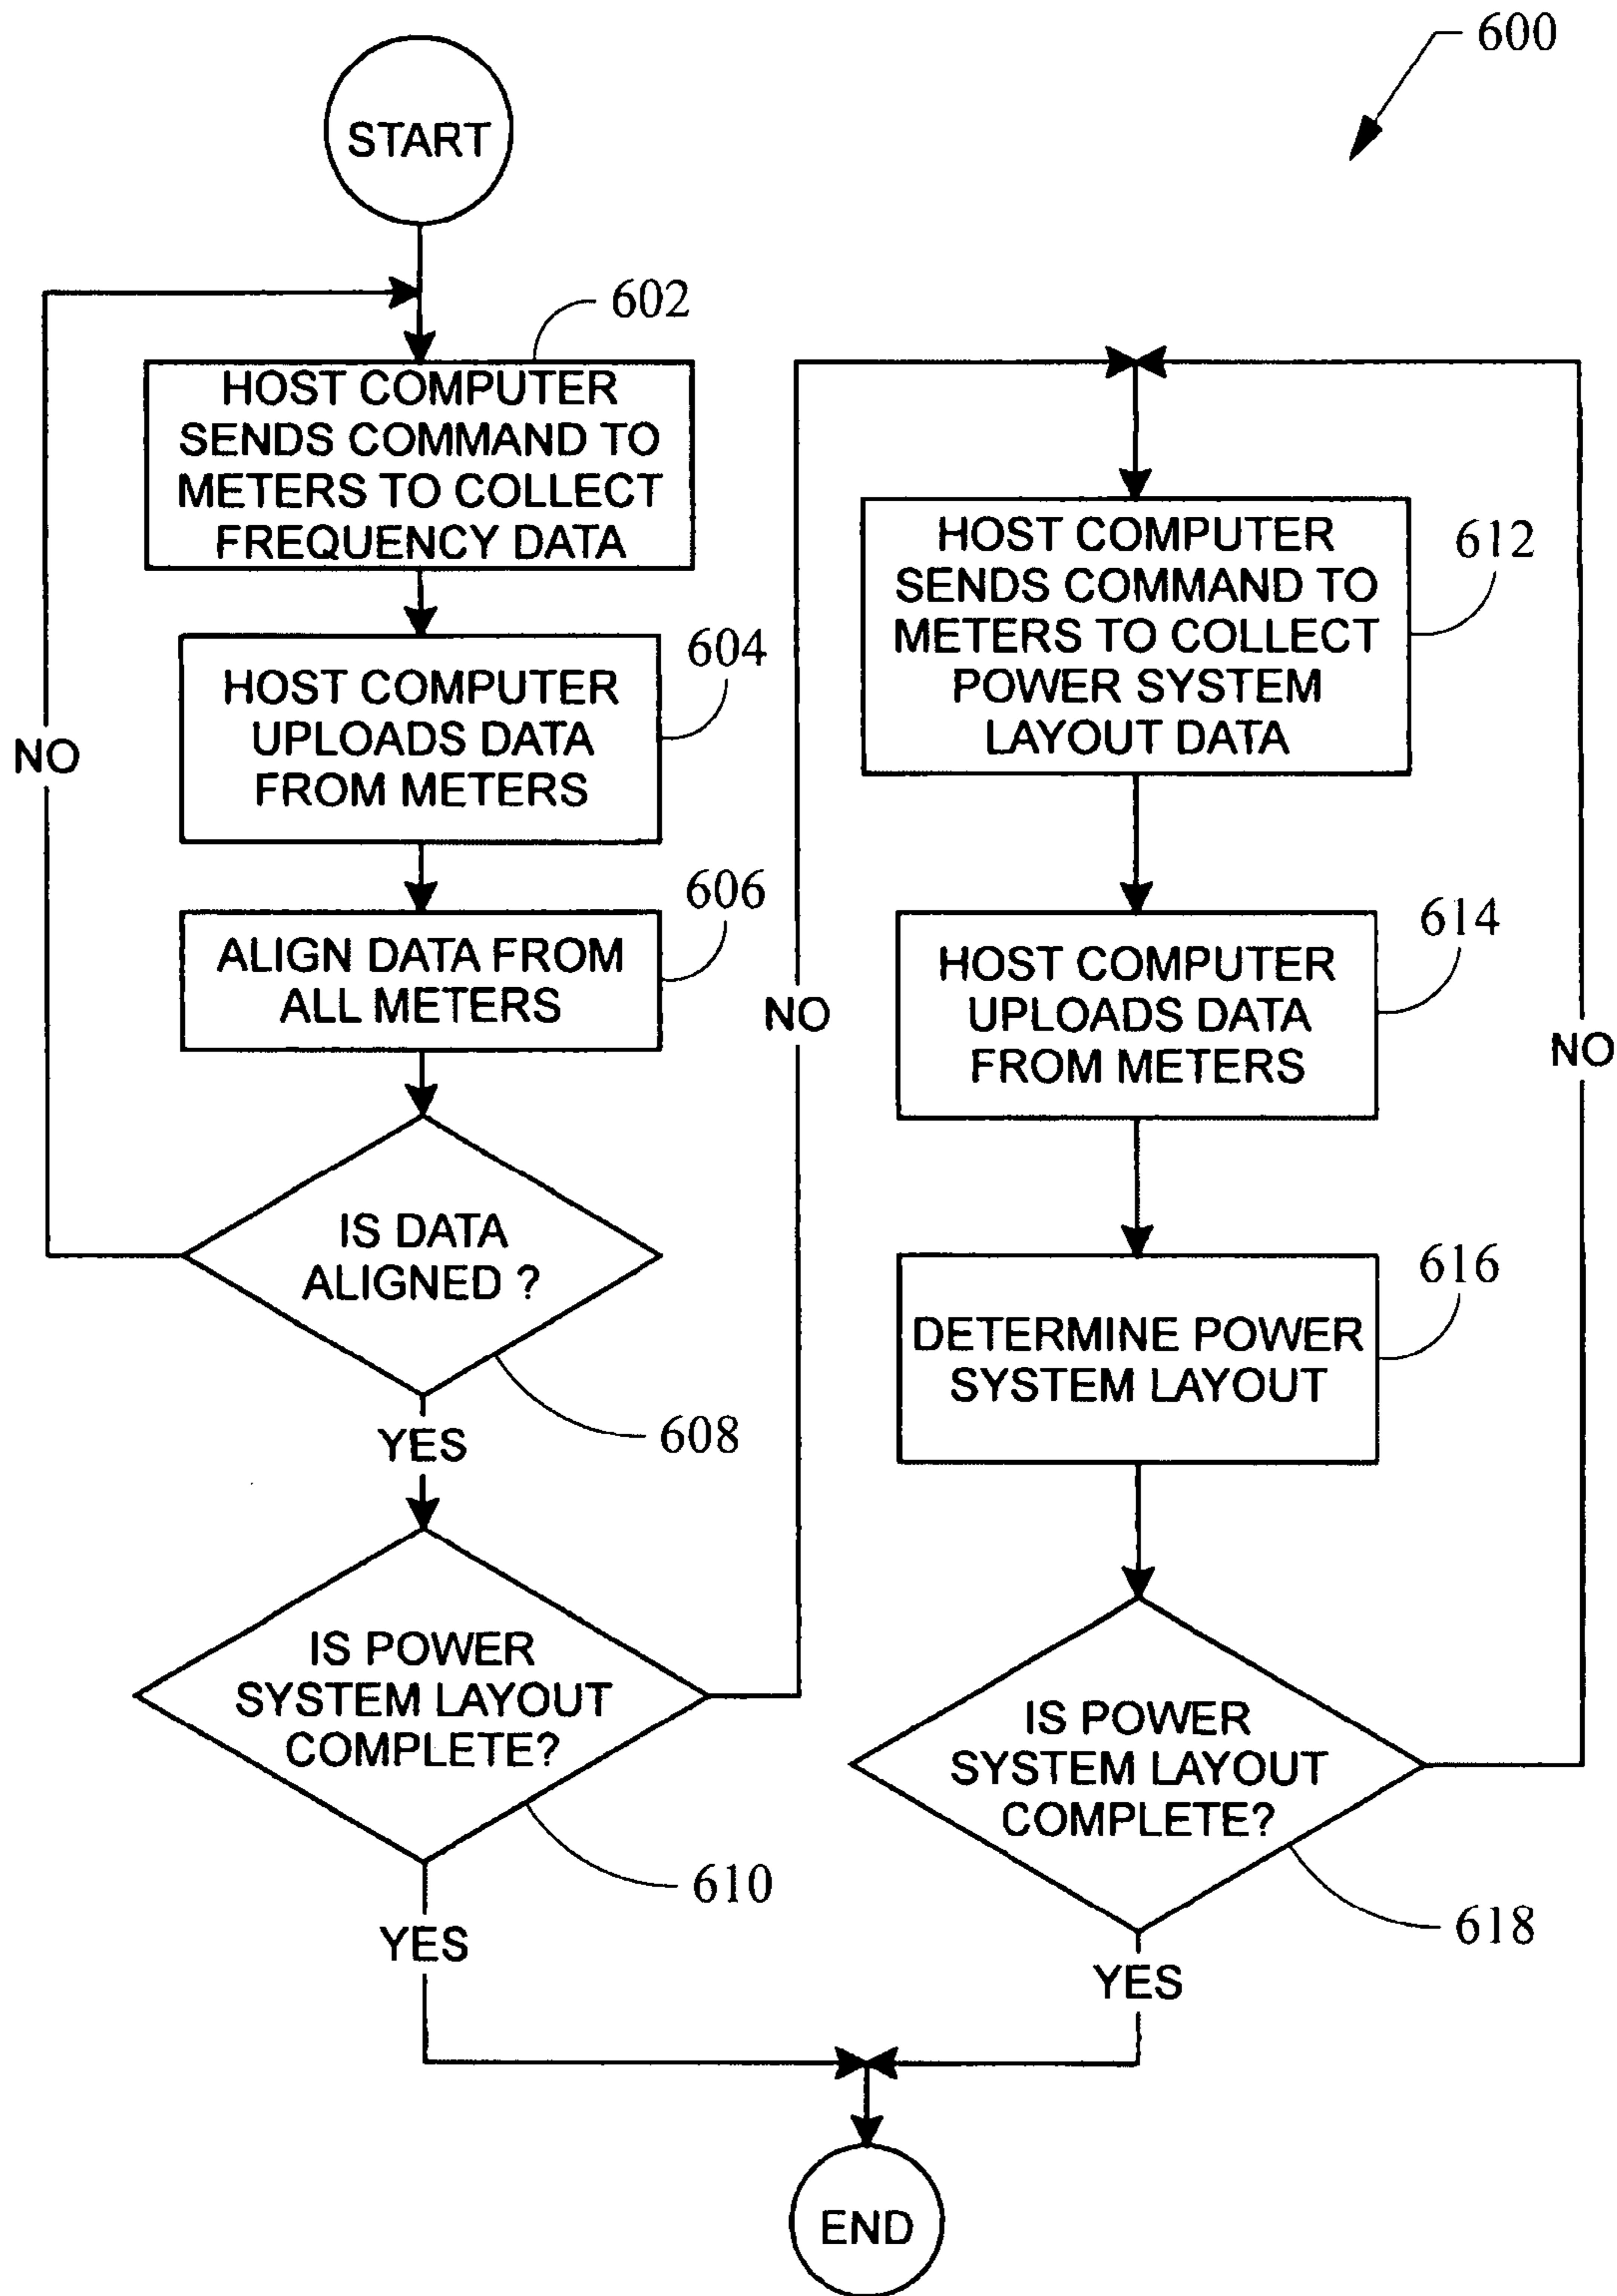 600
START
602
HOST COMPUTER
SENDS COMMAND TO
METERS TO COLLECT
FREQUENCY DATA
604
HOST COMPUTER
UPLOADS DATA
FROM METERS
606
ALIGN DATA FROM
ALL METERS
NO
IS DATA
ALIGNED ?
608
YES
IS POWER
SYSTEM LAYOUT
COMPLETE?
610
YES
NO
612
HOST COMPUTER
SENDS COMMAND TO
METERS TO COLLECT
POWER SYSTEM
LAYOUT DATA
614
HOST COMPUTER
UPLOADS DATA
FROM METERS
616
DETERMINE POWER
SYSTEM LAYOUT
NO
IS POWER
SYSTEM LAYOUT
COMPLETE?
618
YES
END